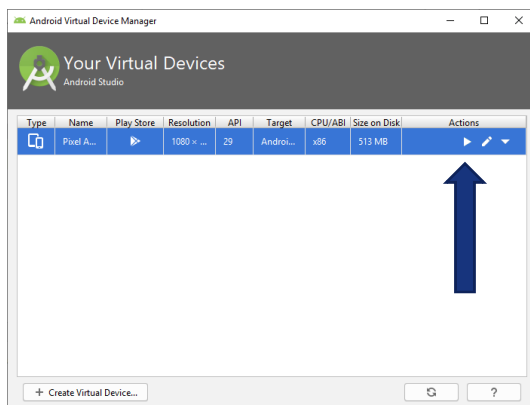 Android Virtual Device Manager
Your Virtual Devices
Android Studio
Type Name Play Store Resolution API Target CPU/ABI Size on Disk Actions
Pixel A... 1080 × ... 29 Androi... x86 513 MB
+ Create Virtual Device... ?